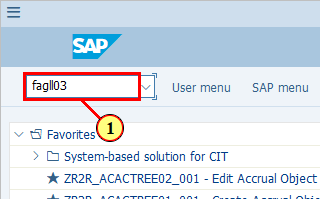 SAP
fagll03
User menu SAP menu
1
Favorites
System-based solution for CIT
ZR2R_ACACTREE02_001 - Edit Accrual Object
ZR2R_ACACTREE01_001 - Create Accrual Object